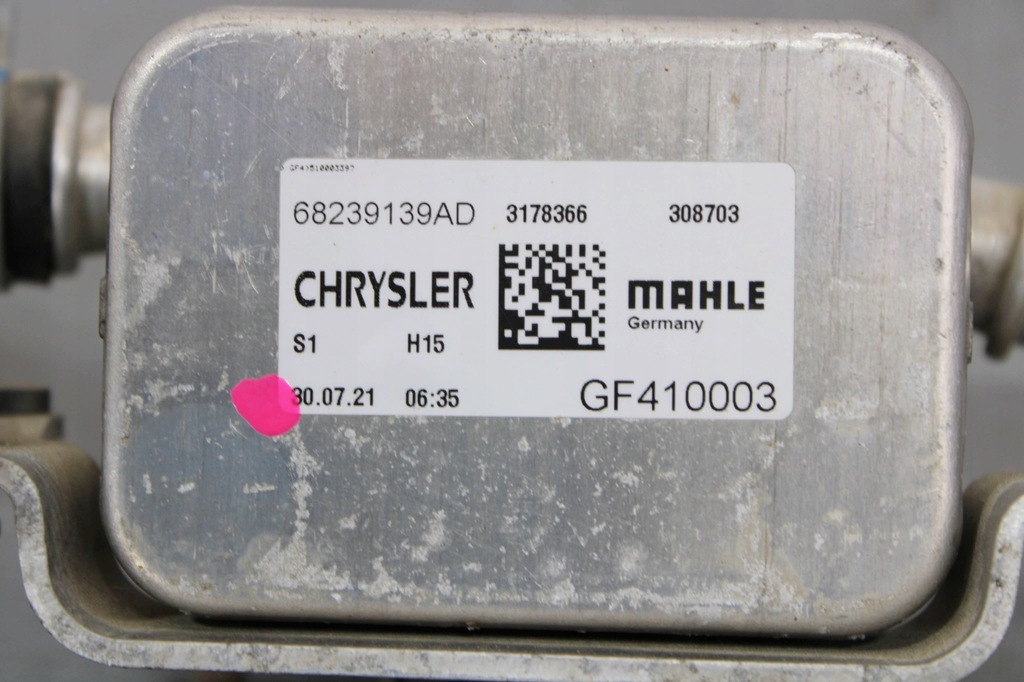 68239139AD 3178366 308703
CHRYSLER MAHLE
Germany
S1 H15
30.07.21 06:35 GF410003